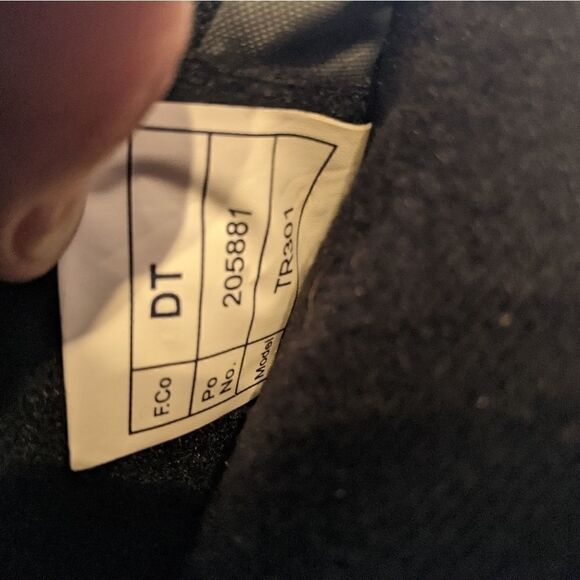 F.Co DT
Po No. 205881
Model TR301